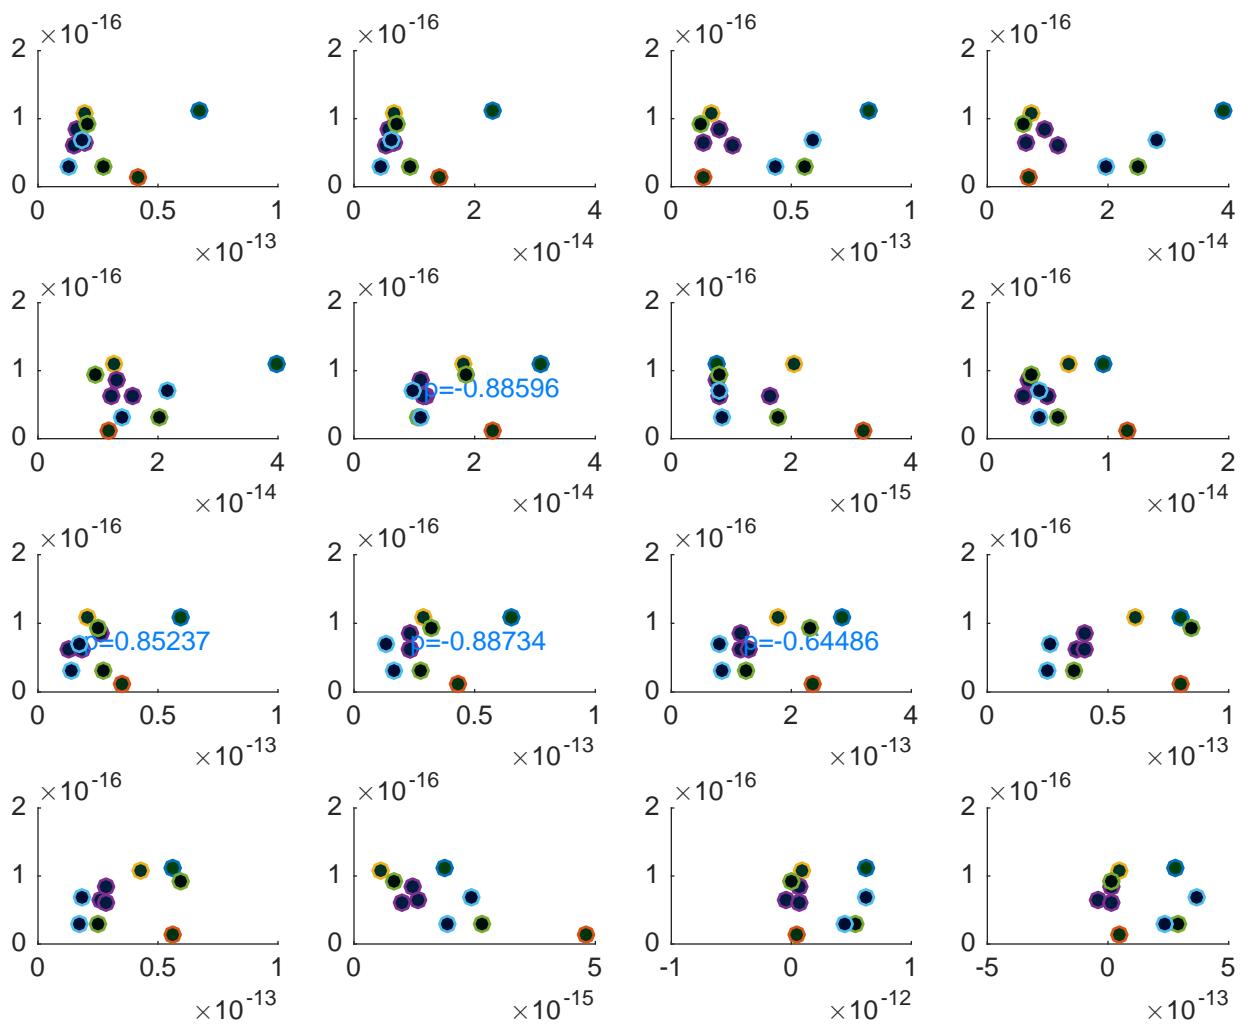 ×10-16 ×10-16 ×10-16 ×10-16
2 2 2 2
1 1 1 1
0 0 0 0
0 0.5 1 0 2 4 0 0.5 1 0 2 4
×10-13 ×10-14 ×10-13 ×10-14
×10-16 ×10-16 ×10-16 ×10-16
2 2 2 2
1 1 1 1
p=-0.88596
0 0 0 0
0 2 4 0 2 4 0 2 4 0 1 2
×10-14 ×10-14 ×10-15 ×10-14
×10-16 ×10-16 ×10-16 ×10-16
2 2 2 2
1 1 1 1
p=0.85237 p=-0.88734 p=-0.64486
0 0 0 0
0 0.5 1 0 0.5 1 0 2 4 0 0.5 1
×10-13 ×10-13 ×10-13 ×10-13
×10-16 ×10-16 ×10-16 ×10-16
2 2 2 2
1 1 1 1
0 0 0 0
0 0.5 1 0 5 -1 0 1 -5 0 5
×10-13 ×10-15 ×10-12 ×10-13